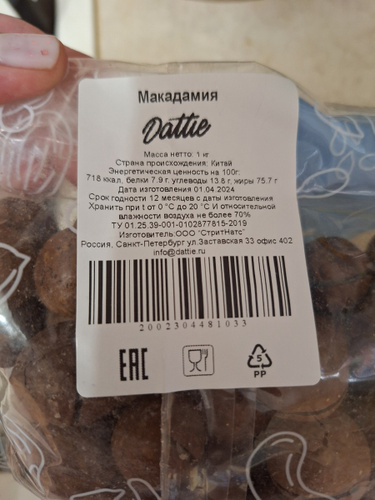 Макадамия
Dattie
Масса нетто: 1 кг
Страна происхождения: Китай
Энергетическая ценность на 100г:
718 ккал, белки 7.9 г, углеводы 13.8 г, жиры 75.7 г
Дата изготовления 01.04.2024
Срок годности 12 месяцев с даты изготовления
Хранить при t от 0 °C до 20 °C И относительной
влажности воздуха не более 70%
ТУ 01.25.39-001-0102877815-2019
Изготовитель:ООО "СтритНатс"
Россия, Санкт-Петербург ул.Заставская 33 офис 402
info@dattie.ru
2002304481033
EAC
5
PP